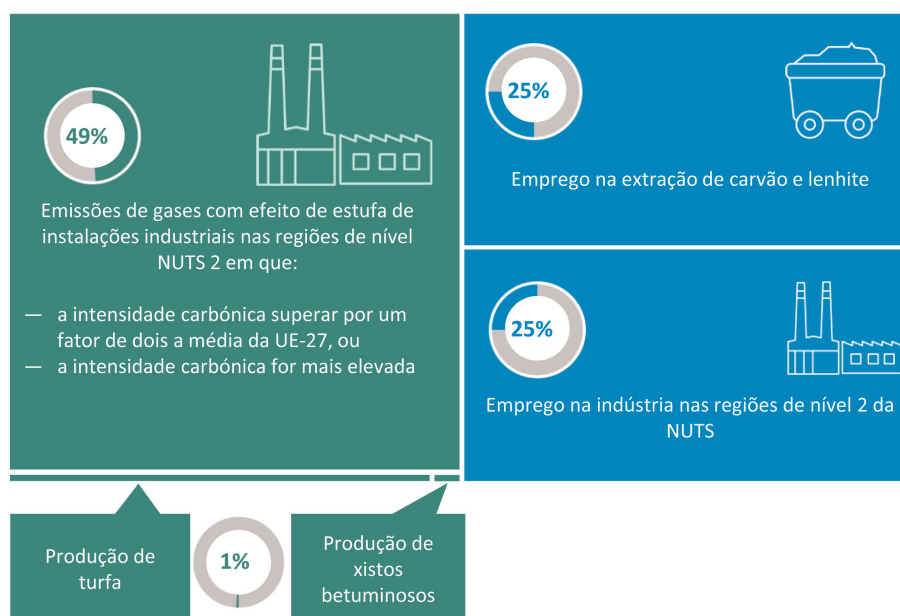 49%
Emissões de gases com efeito de estufa de
instalações industriais nas regiões de nível
NUTS 2 em que:
— a intensidade carbónica superar por um
fator de dois a média da UE-27, ou
— a intensidade carbónica for mais elevada
25%
Emprego na extração de carvão e lenhite
25%
Emprego na indústria nas regiões de nível 2 da
NUTS
Produção de
turfa
1%
Produção de
xistos
betuminosos